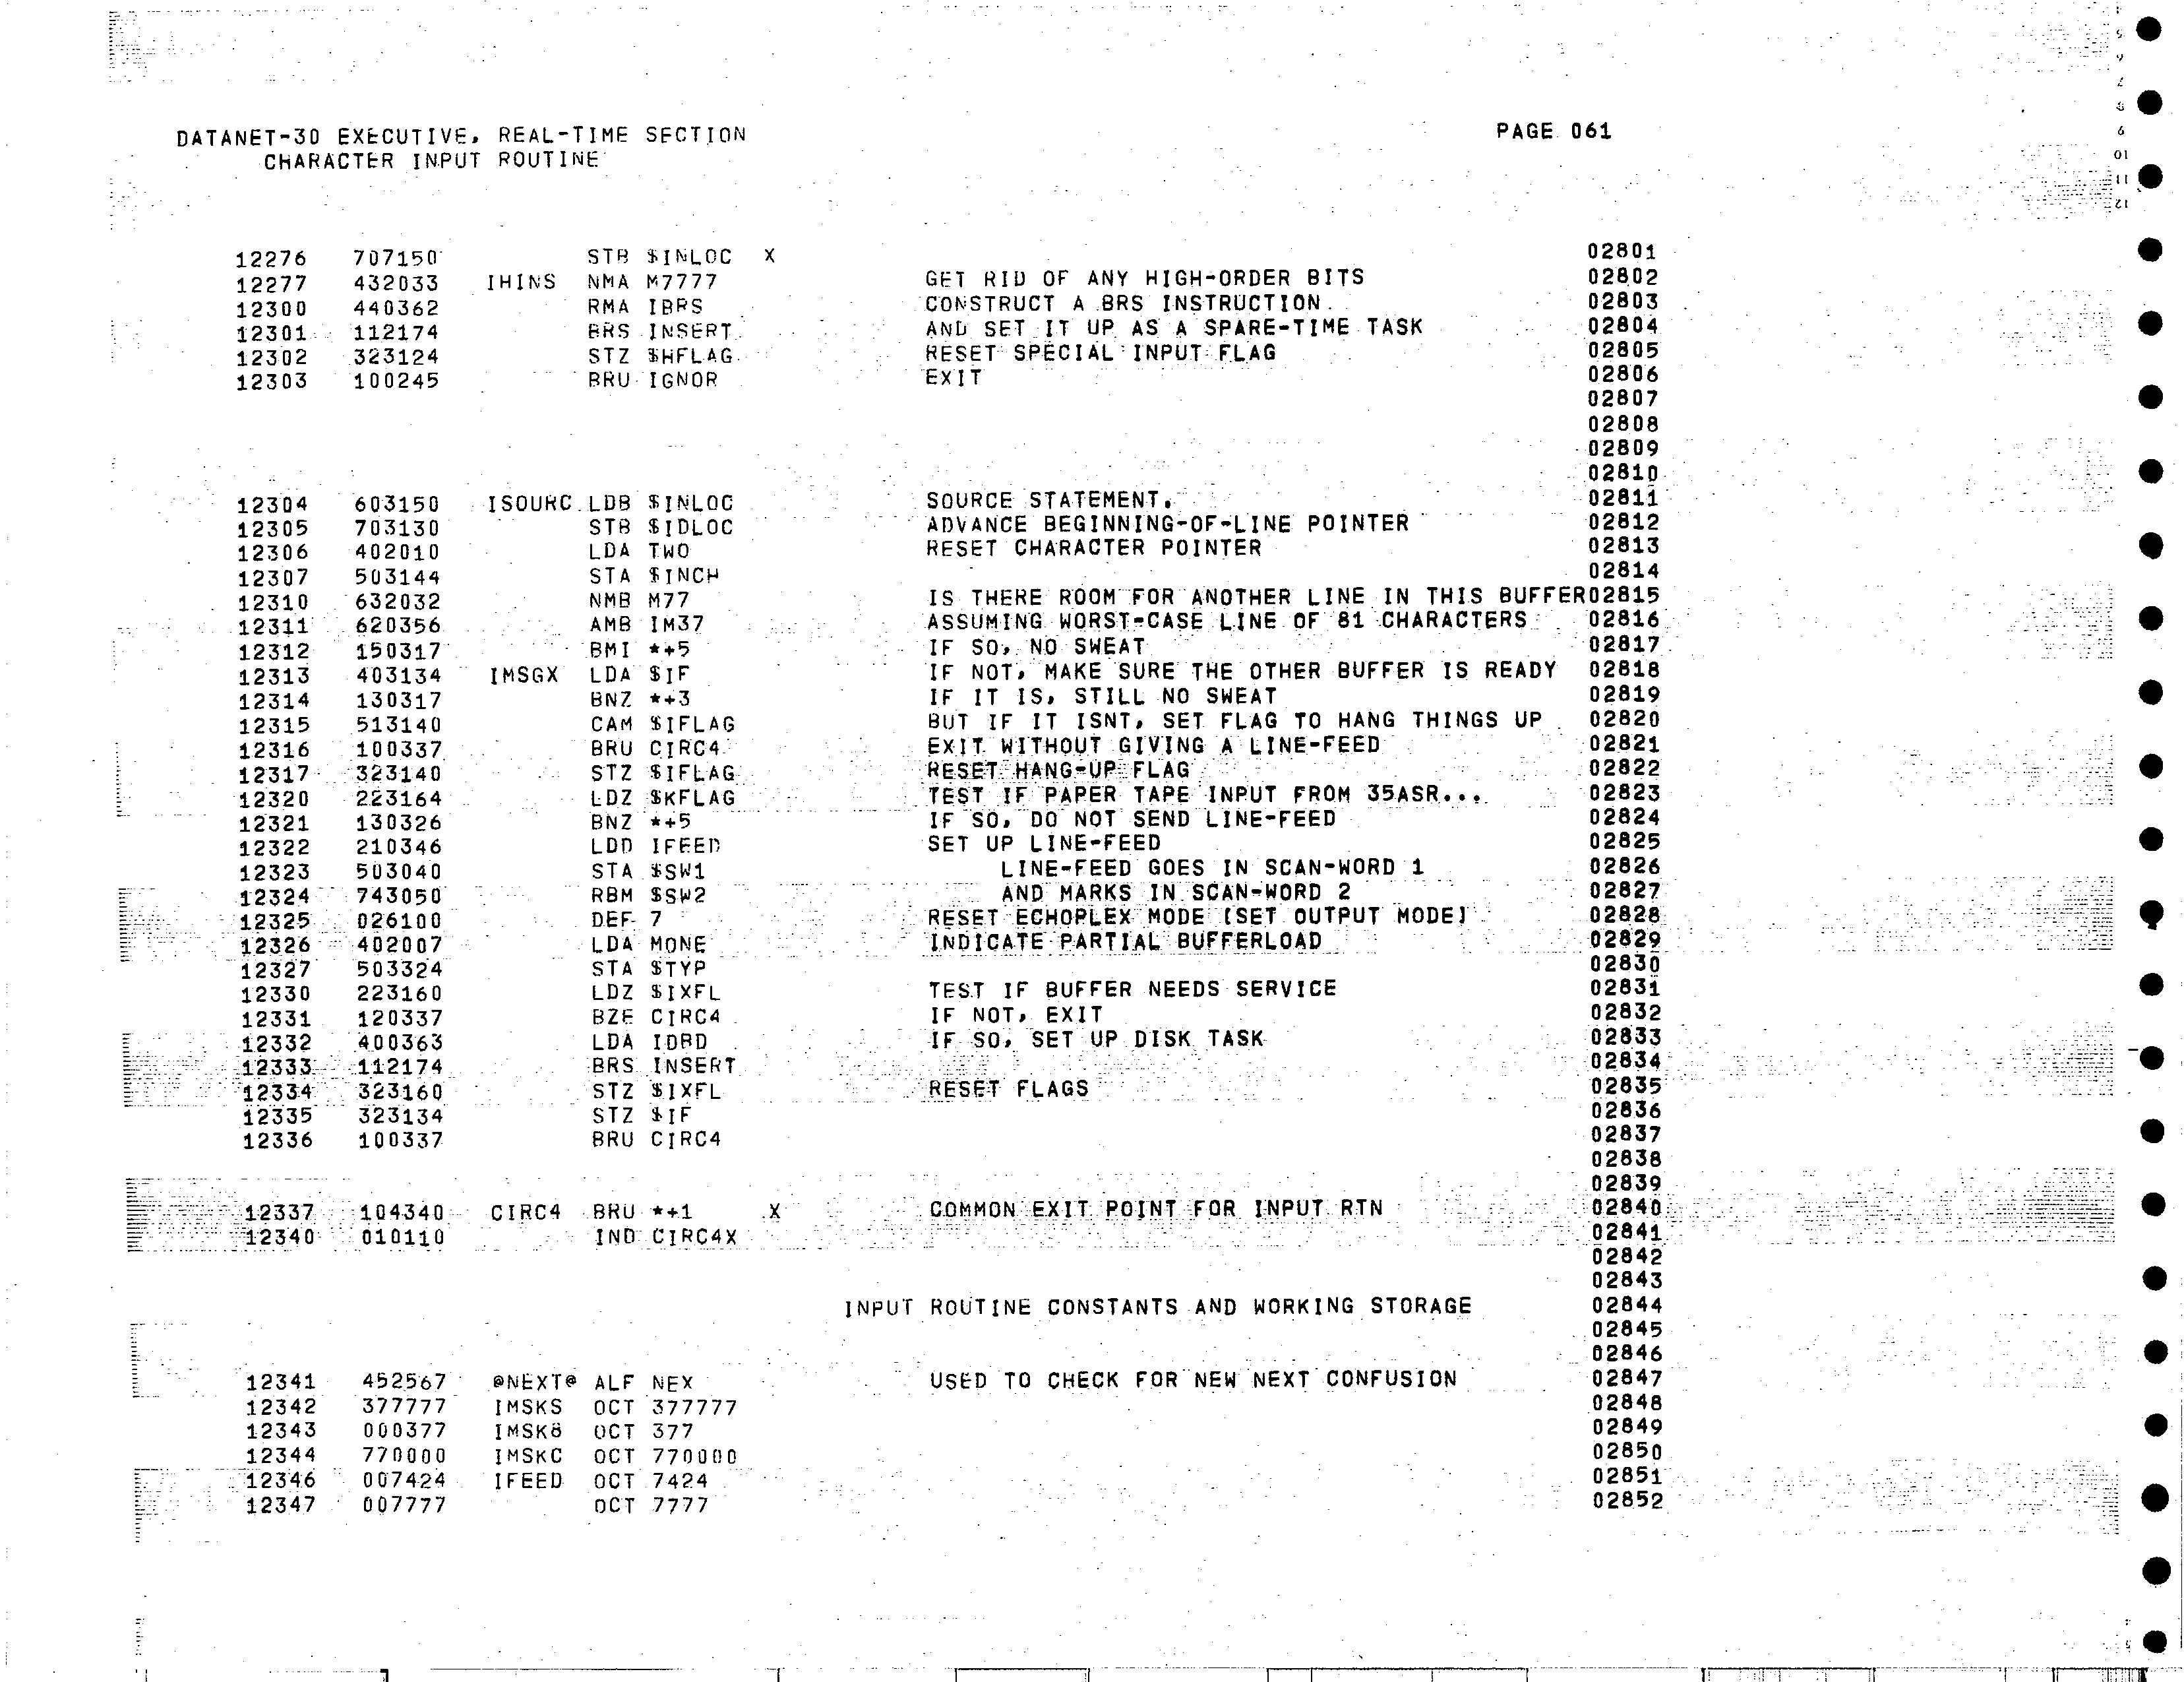 DATANET-30 EXECUTIVE, REAL-TIME SECTION PAGE 061
CHARACTER INPUT ROUTINE
12276 707150 STB $INLOC X 02801
12277 432033 IHINS NMA M7777 GET RID OF ANY HIGH-ORDER BITS 02802
12300 440362 RMA IBRS CONSTRUCT A BRS INSTRUCTION. 02803
12301 112174 BRS INSERT AND SET IT UP AS A SPARE-TIME TASK 02804
12302 323124 STZ $HFLAG RESET SPECIAL INPUT FLAG 02805
12303 100245 BRU IGNOR EXIT 02806
02807
02808
02809
02810
12304 603150 ISOURC LDB $INLOC SOURCE STATEMENT. 02811
12305 703130 STB $IDLOC ADVANCE BEGINNING-OF-LINE POINTER 02812
12306 402010 LDA TWO RESET CHARACTER POINTER 02813
12307 503144 STA $INCH 02814
12310 632032 NMB M77 IS THERE ROOM FOR ANOTHER LINE IN THIS BUFFER02815
12311 620356 AMB IM37 ASSUMING WORST-CASE LINE OF 81 CHARACTERS 02816
12312 150317 BMI *+5 IF SO, NO SWEAT 02817
12313 403134 IMSGX LDA $IF IF NOT, MAKE SURE THE OTHER BUFFER IS READY 02818
12314 130317 BNZ *+3 IF IT IS, STILL NO SWEAT 02819
12315 513140 CAM $IFLAG BUT IF IT ISNT, SET FLAG TO HANG THINGS UP 02820
12316 100337 BRU CIRC4 EXIT WITHOUT GIVING A LINE-FEED 02821
12317 323140 STZ $IFLAG RESET HANG-UP FLAG 02822
12320 223164 LDZ $KFLAG TEST IF PAPER TAPE INPUT FROM 35ASR... 02823
12321 130326 BNZ *+5 IF SO, DO NOT SEND LINE-FEED 02824
12322 210346 LDD IFEED SET UP LINE-FEED 02825
12323 503040 STA $SW1 LINE-FEED GOES IN SCAN-WORD 1 02826
12324 743050 RBM $SW2 AND MARKS IN SCAN-WORD 2 02827
12325 026100 DEF 7 RESET ECHOPLEX MODE [SET OUTPUT MODE] 02828
12326 402007 LDA MONE INDICATE PARTIAL BUFFERLOAD 02829
12327 503324 STA $TYP 02830
12330 223160 LDZ $IXFL TEST IF BUFFER NEEDS SERVICE 02831
12331 120337 BZE CIRC4 IF NOT, EXIT 02832
12332 400363 LDA IDRD IF SO, SET UP DISK TASK 02833
12333 112174 BRS INSERT 02834
12334 323160 STZ $IXFL RESET FLAGS 02835
12335 323134 STZ $IF 02836
12336 100337 BRU CIRC4 02837
02838
02839
12337 104340 CIRC4 BRU *+1 X COMMON EXIT POINT FOR INPUT RTN 02840
12340 010110 IND CIRC4X 02841
02842
02843
INPUT ROUTINE CONSTANTS AND WORKING STORAGE 02844
02845
02846
12341 452567 @NEXT@ ALF NEX USED TO CHECK FOR NEW NEXT CONFUSION 02847
12342 377777 IMSKS OCT 377777 02848
12343 000377 IMSK8 OCT 377 02849
12344 770000 IMSKC OCT 770000 02850
12346 007424 IFEED OCT 7424 02851
12347 007777 OCT 7777 02852